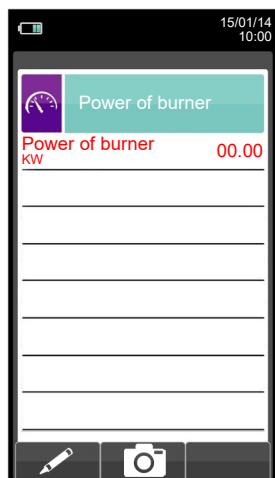 15/01/14
10:00
Power of burner
Power of burner 00.00
KW